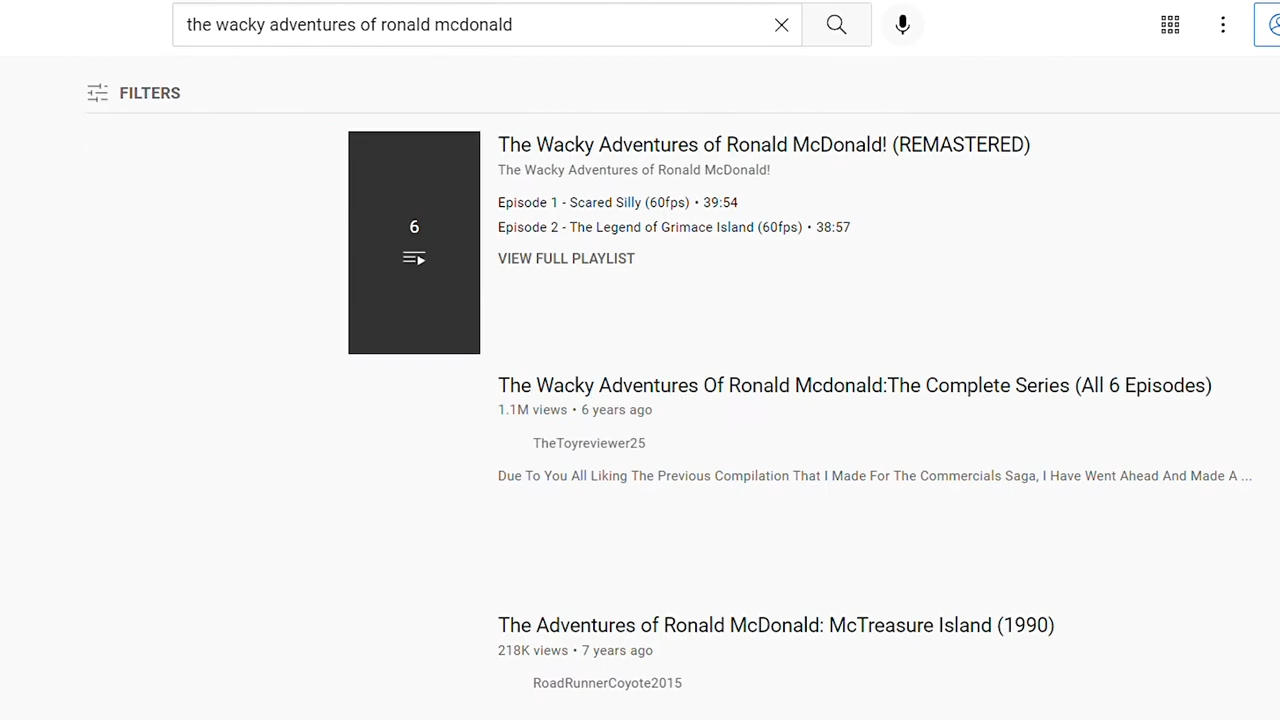 the wacky adventures of ronald mcdonald
FILTERS
The Wacky Adventures of Ronald McDonald! (REMASTERED)
The Wacky Adventures of Ronald McDonald!
Episode 1 - Scared Silly (60fps) • 39:54
Episode 2 - The Legend of Grimace Island (60fps) • 38:57
6
VIEW FULL PLAYLIST
The Wacky Adventures Of Ronald Mcdonald:The Complete Series (All 6 Episodes)
1.1M views • 6 years ago
TheToyreviewer25
Due To You All Liking The Previous Compilation That I Made For The Commercials Saga, I Have Went Ahead And Made A ...
The Adventures of Ronald McDonald: McTreasure Island (1990)
218K views • 7 years ago
RoadRunnerCoyote2015